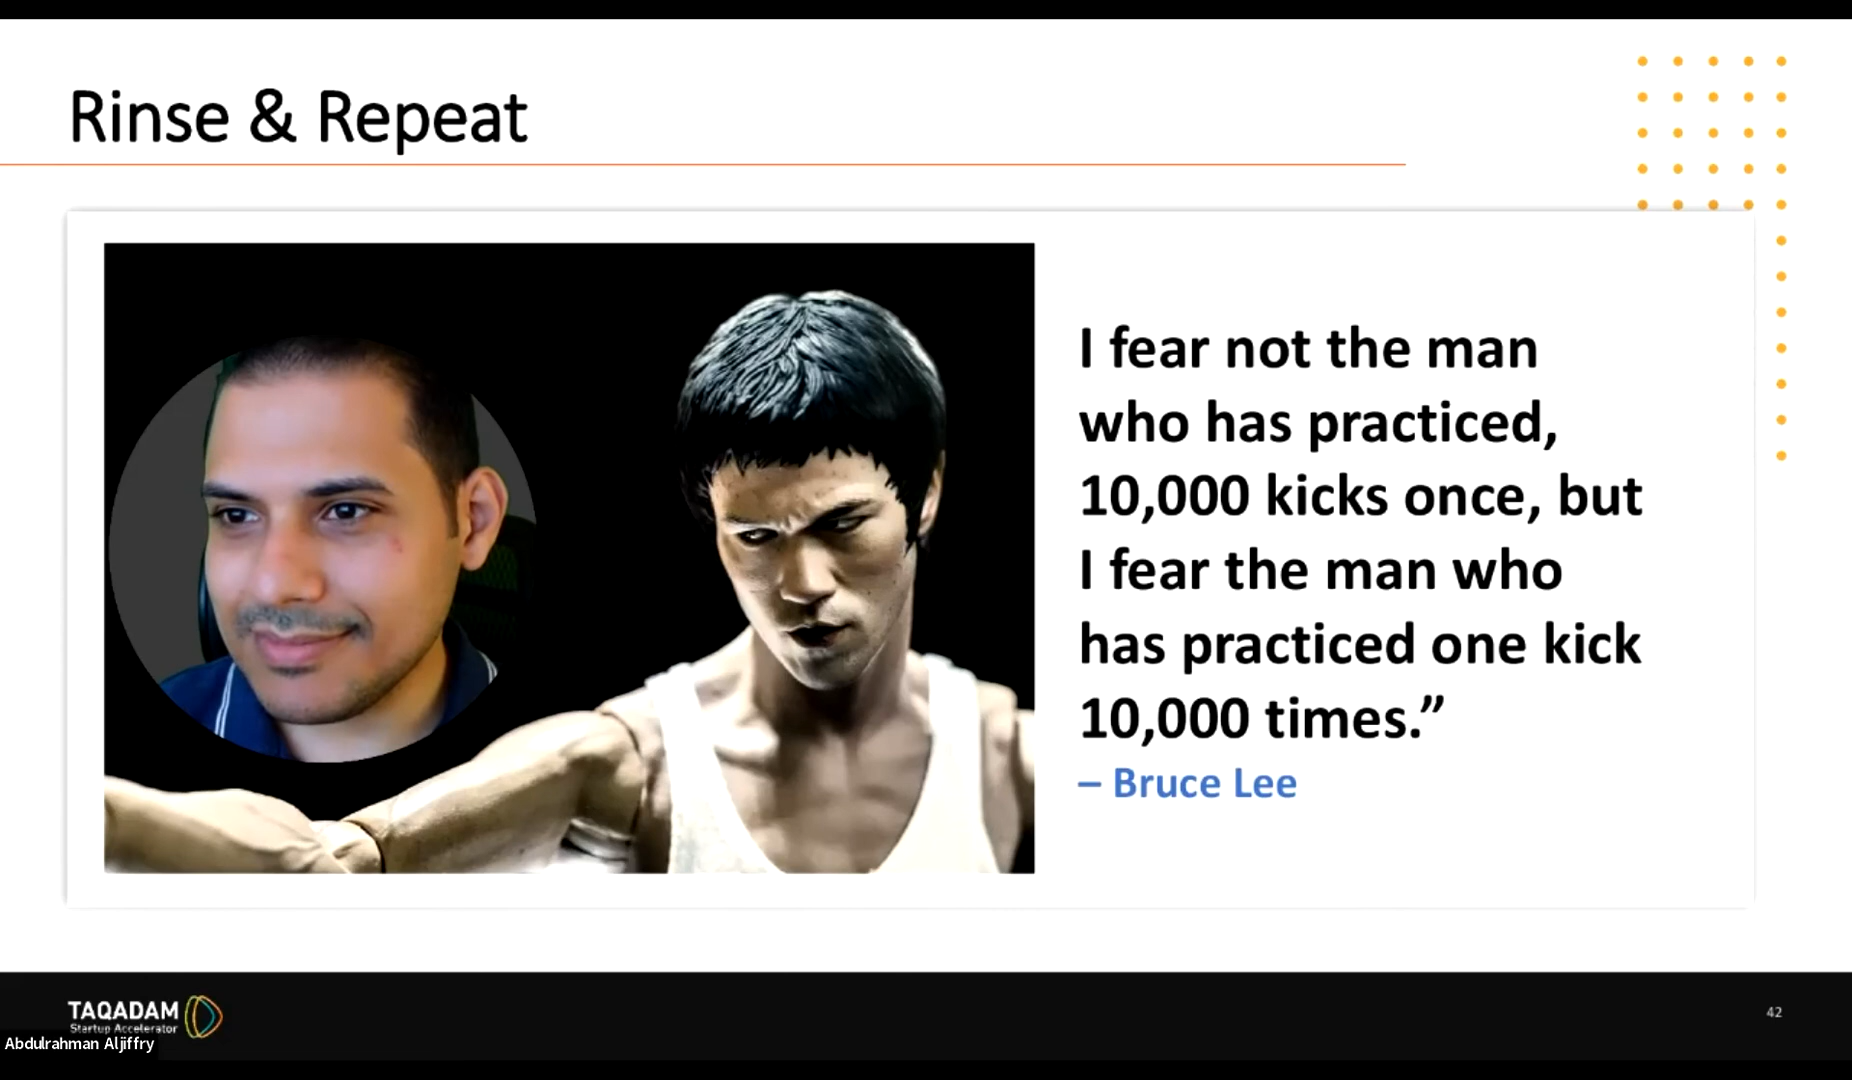 Rinse & Repeat
I fear not the man
who has practiced,
10,000 kicks once, but
I fear the man who
has practiced one kick
10,000 times.”
– Bruce Lee
TAQADAM
Startup Accelerator
Abdulrahman Aljiffry
42